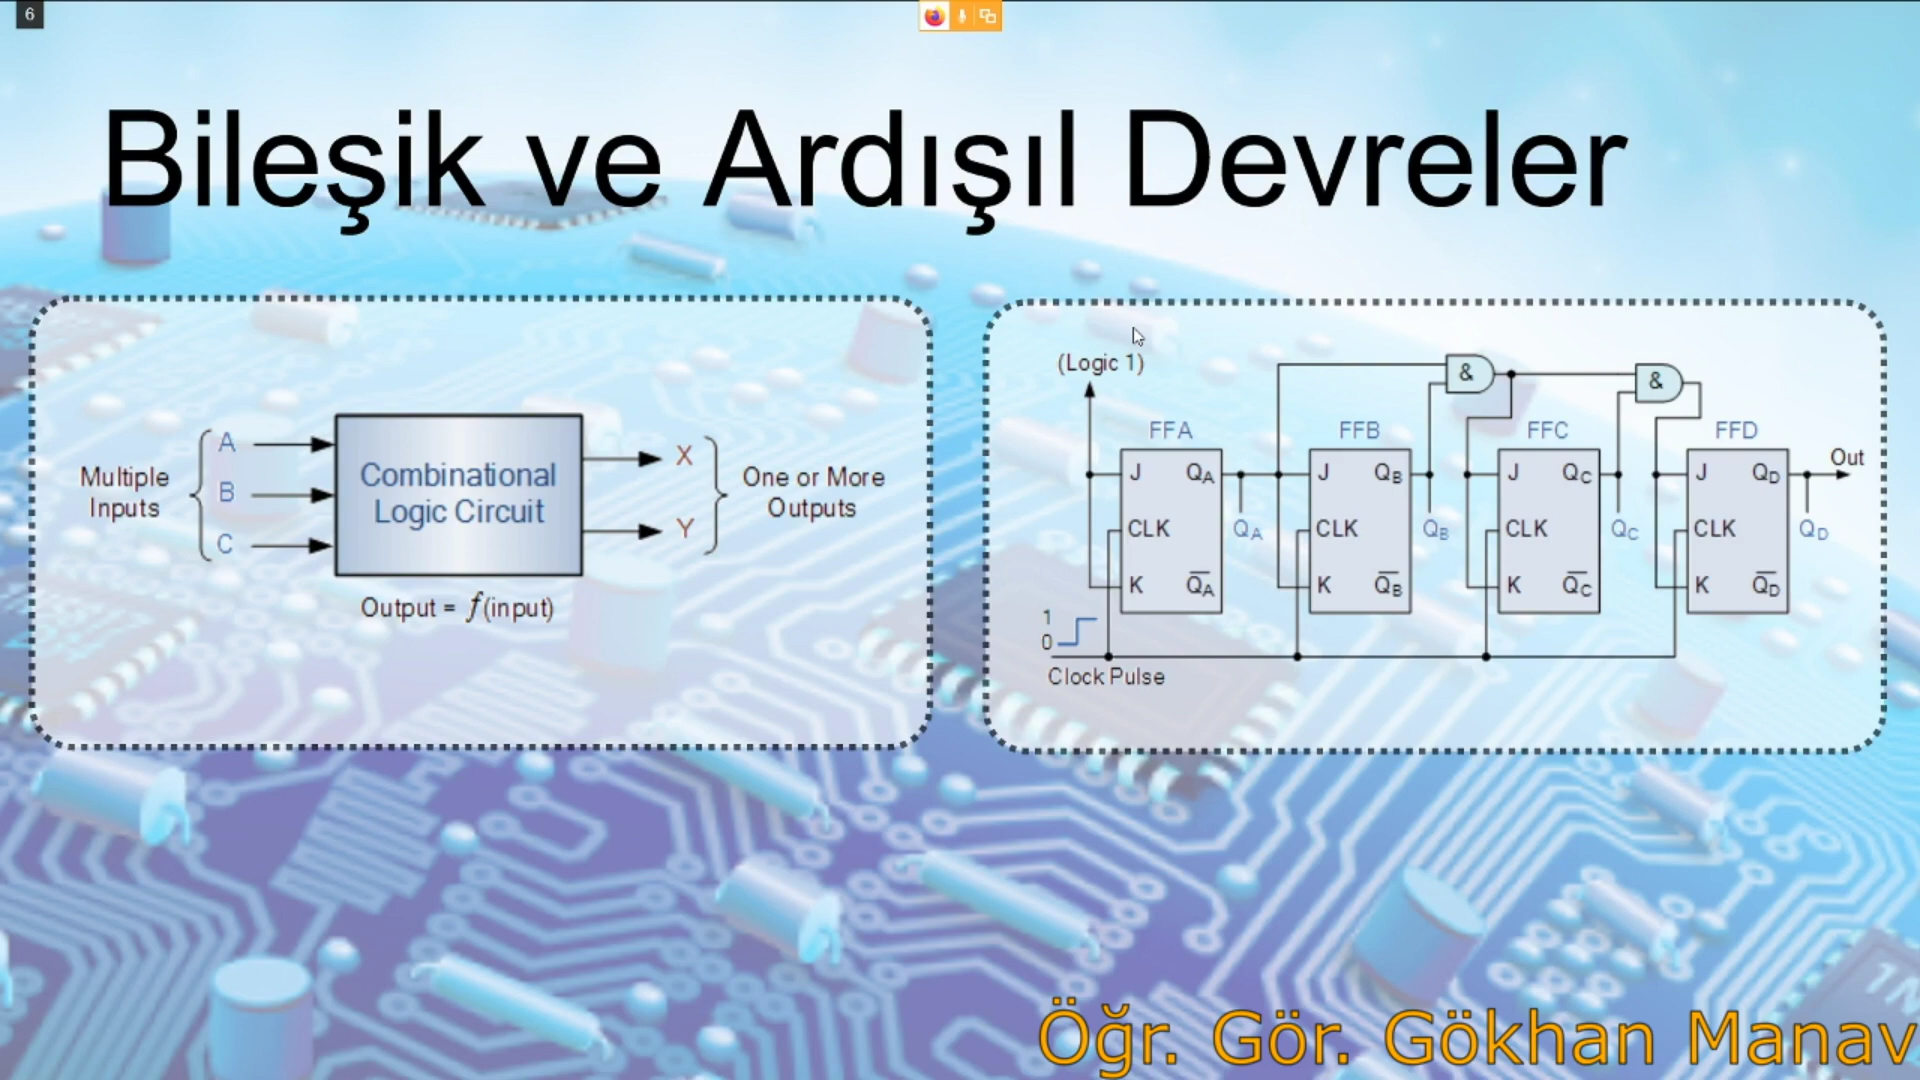 6
Bileşik ve Ardışıl Devreler
Multiple
Inputs
A
B
C
Combinational
Logic Circuit
X
Y
One or More
Outputs
Output = f(input)
(Logic 1)
&
&
FFA
FFB
FFC
FFD
Out
J QA
J QB
J QC
J QD
CLK
QA
CLK
QB
CLK
QC
CLK
QD
K Q̅A
K Q̅B
K Q̅C
K Q̅D
1
0
Clock Pulse
1N
Öğr. Gör. Gökhan Manav